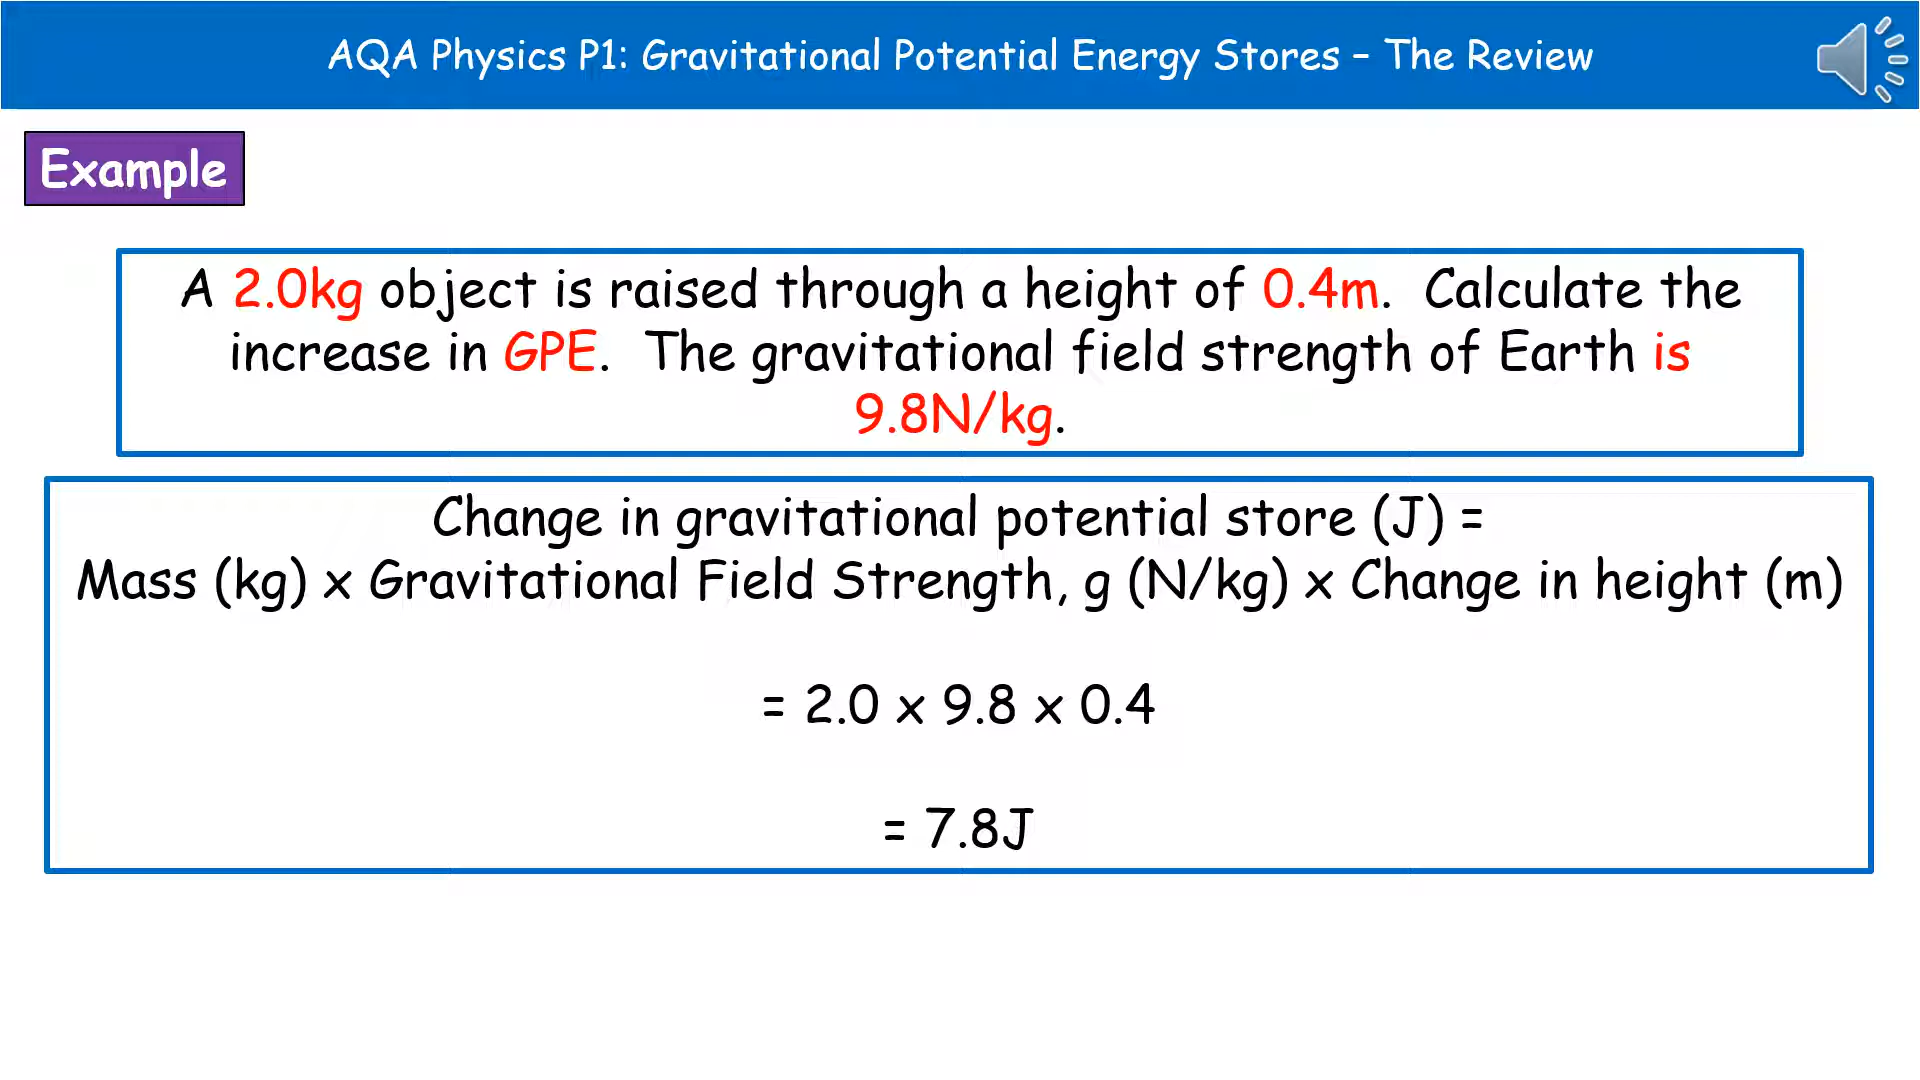 AQA Physics P1: Gravitational Potential Energy Stores – The Review
Example
A 2.0kg object is raised through a height of 0.4m. Calculate the
increase in GPE. The gravitational field strength of Earth is
9.8N/kg.
Change in gravitational potential store (J) =
Mass (kg) x Gravitational Field Strength, g (N/kg) x Change in height (m)
= 2.0 x 9.8 x 0.4
= 7.8J